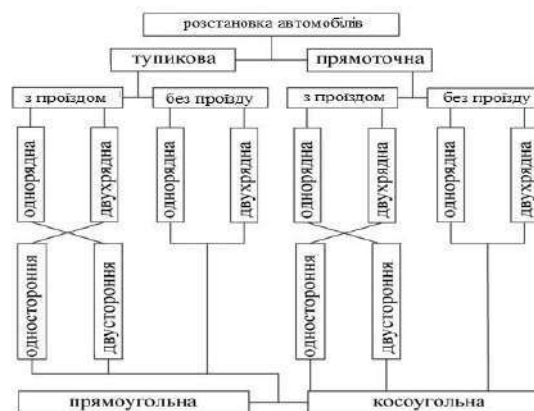 розстановка автомобілів
тупикова
прямоточна
з проїздом
без проїзду
з проїздом
без проїзду
однорядна
двухрядна
однорядна
двухрядна
однорядна
двухрядна
однорядна
двухрядна
одностороння
двустороння
одностороння
двустороння
прямоугольна
косоугольна